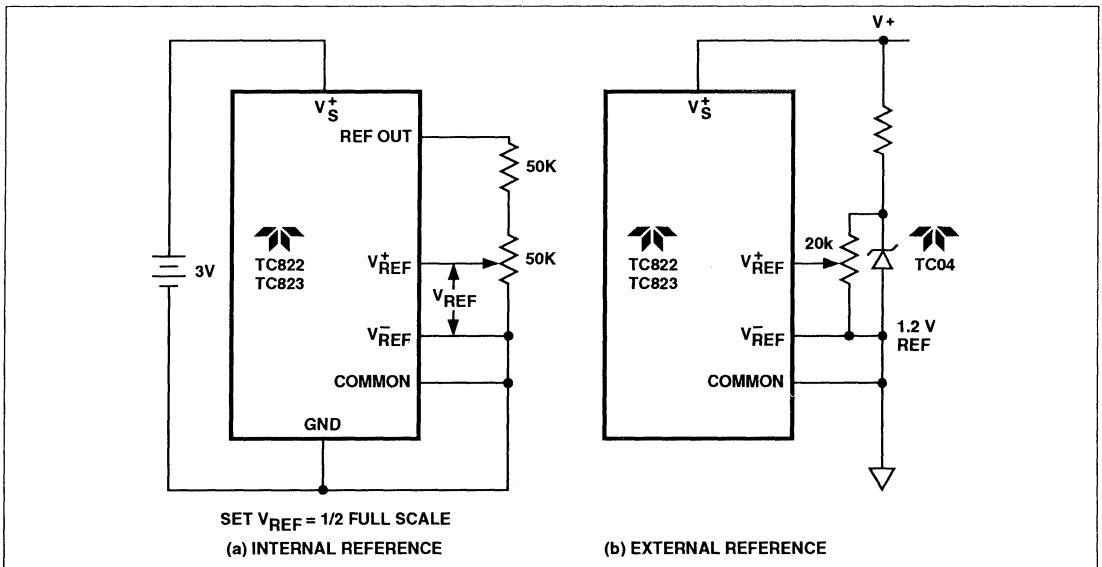 V+
V+S
V+S
REF OUT
50K
3V
TC822
TC823
V+REF
50K
VREF
V-REF
COMMON
GND
TC822
TC823
20k
V+REF
TC04
V-REF
1.2 V
REF
COMMON
SET VREF = 1/2 FULL SCALE
(a) INTERNAL REFERENCE
(b) EXTERNAL REFERENCE